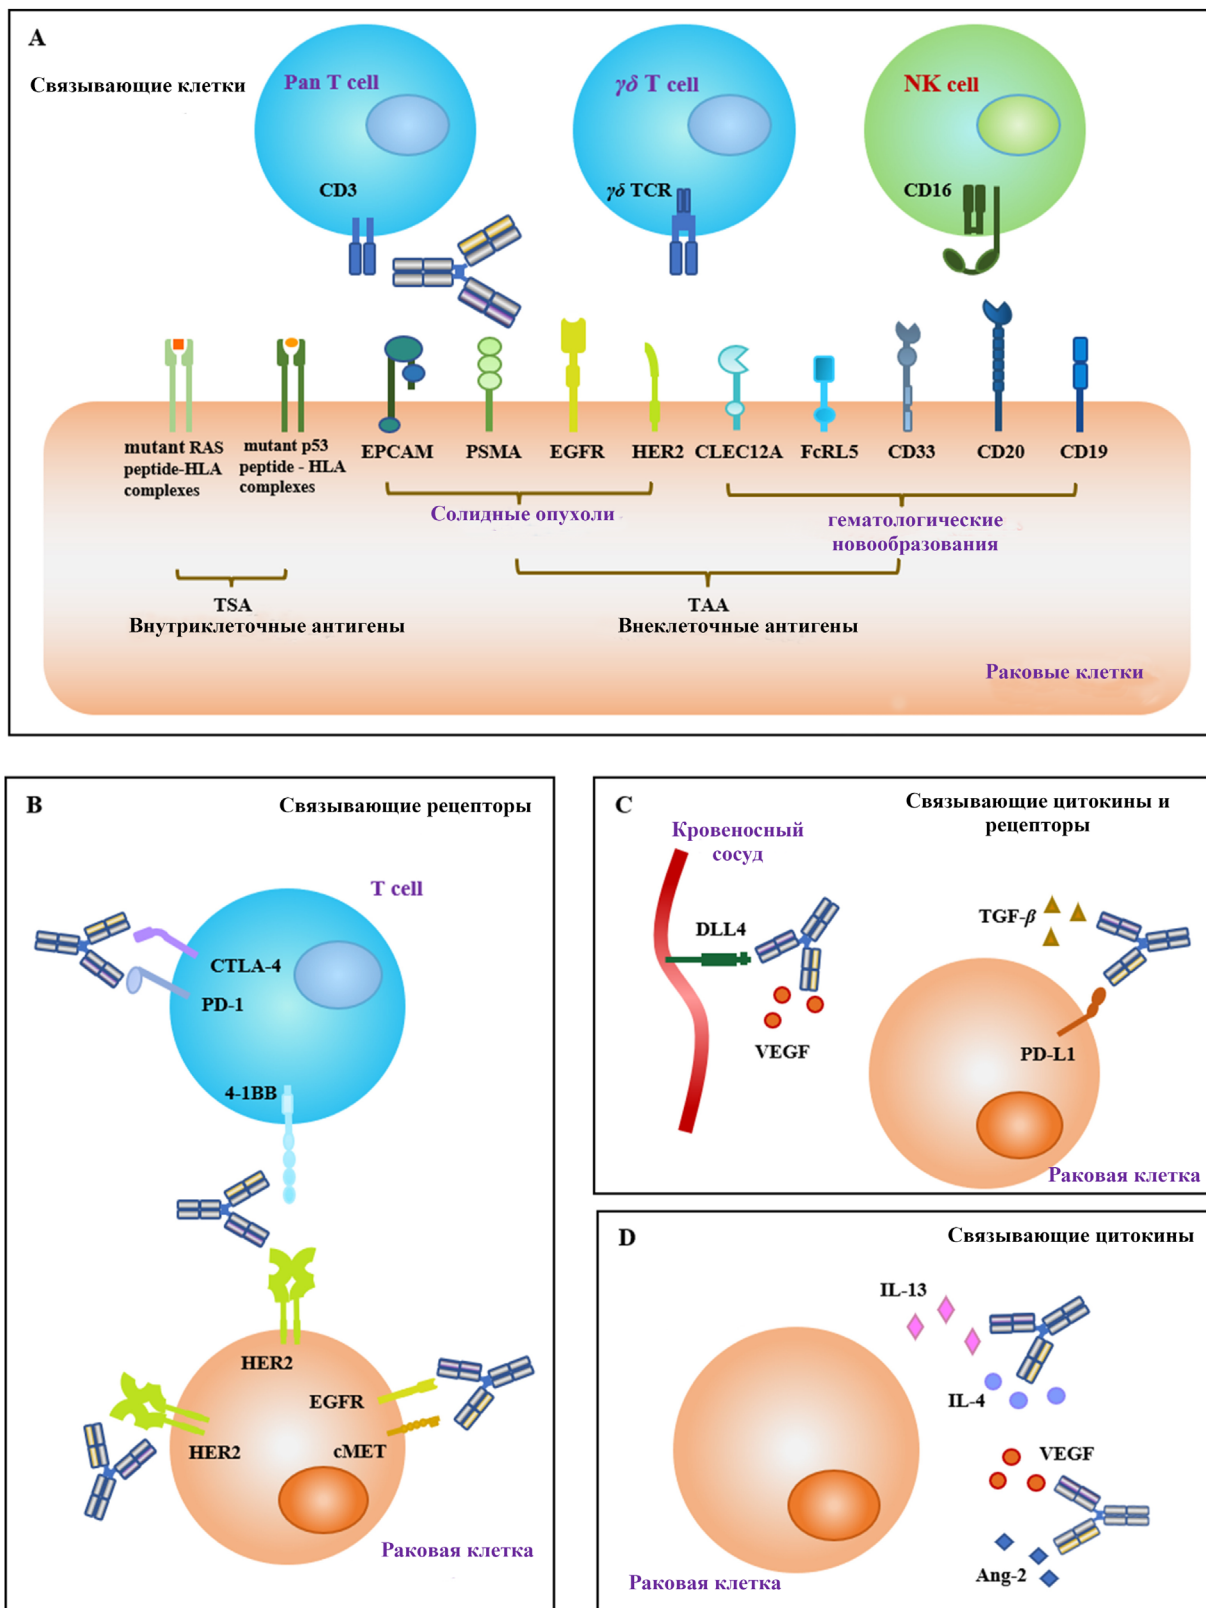 A
Связывающие клетки
Pan T cell
γδ T cell
NK cell
CD3
γδ TCR
CD16
mutant RAS
peptide-HLA
complexes
mutant p53
peptide - HLA
complexes
EPCAM
PSMA
EGFR
HER2
CLEC12A
FcRL5
CD33
CD20
CD19
Солидные опухоли
гематологические
новообразования
TSA
Внутриклеточные антигены
TAA
Внеклеточные антигены
Раковые клетки
B
Связывающие рецепторы
T cell
CTLA-4
PD-1
4-1BB
HER2
EGFR
HER2
cMET
Раковая клетка
C
Связывающие цитокины и
рецепторы
Кровеносный
сосуд
DLL4
VEGF
TGF-β
PD-L1
Раковая клетка
D
Связывающие цитокины
IL-13
IL-4
VEGF
Ang-2
Раковая клетка